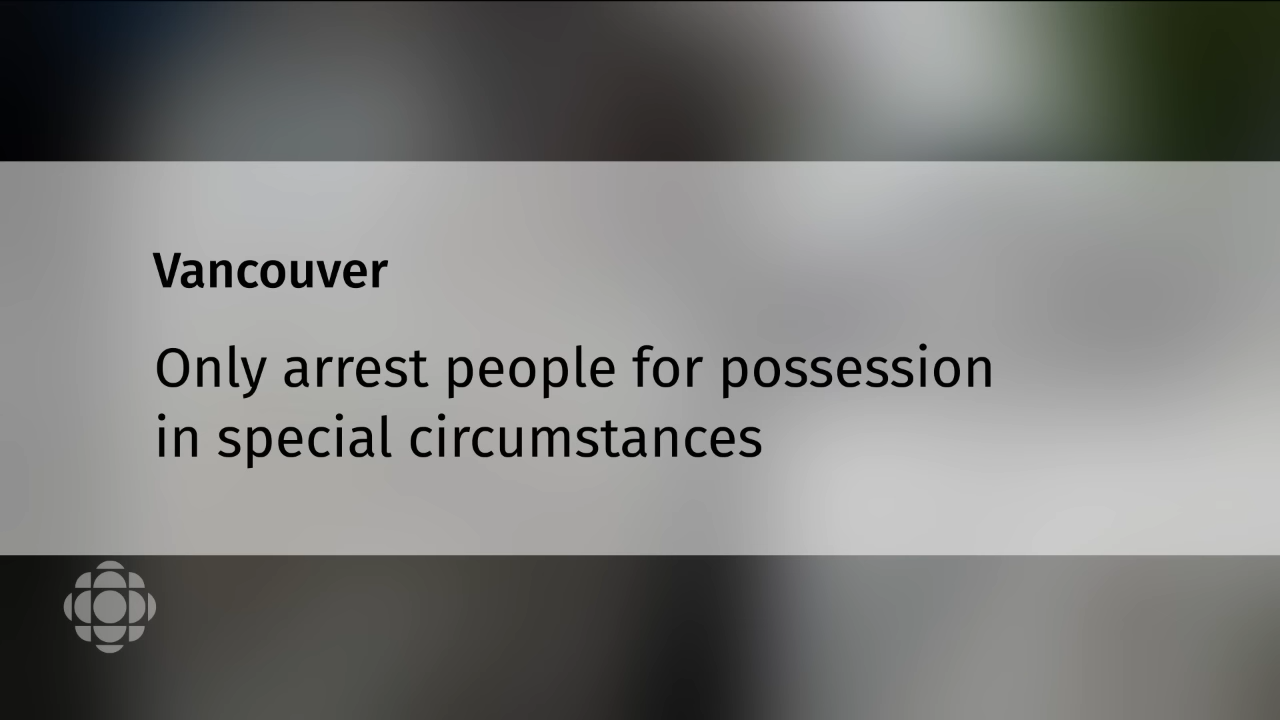 Vancouver
Only arrest people for possession
in special circumstances